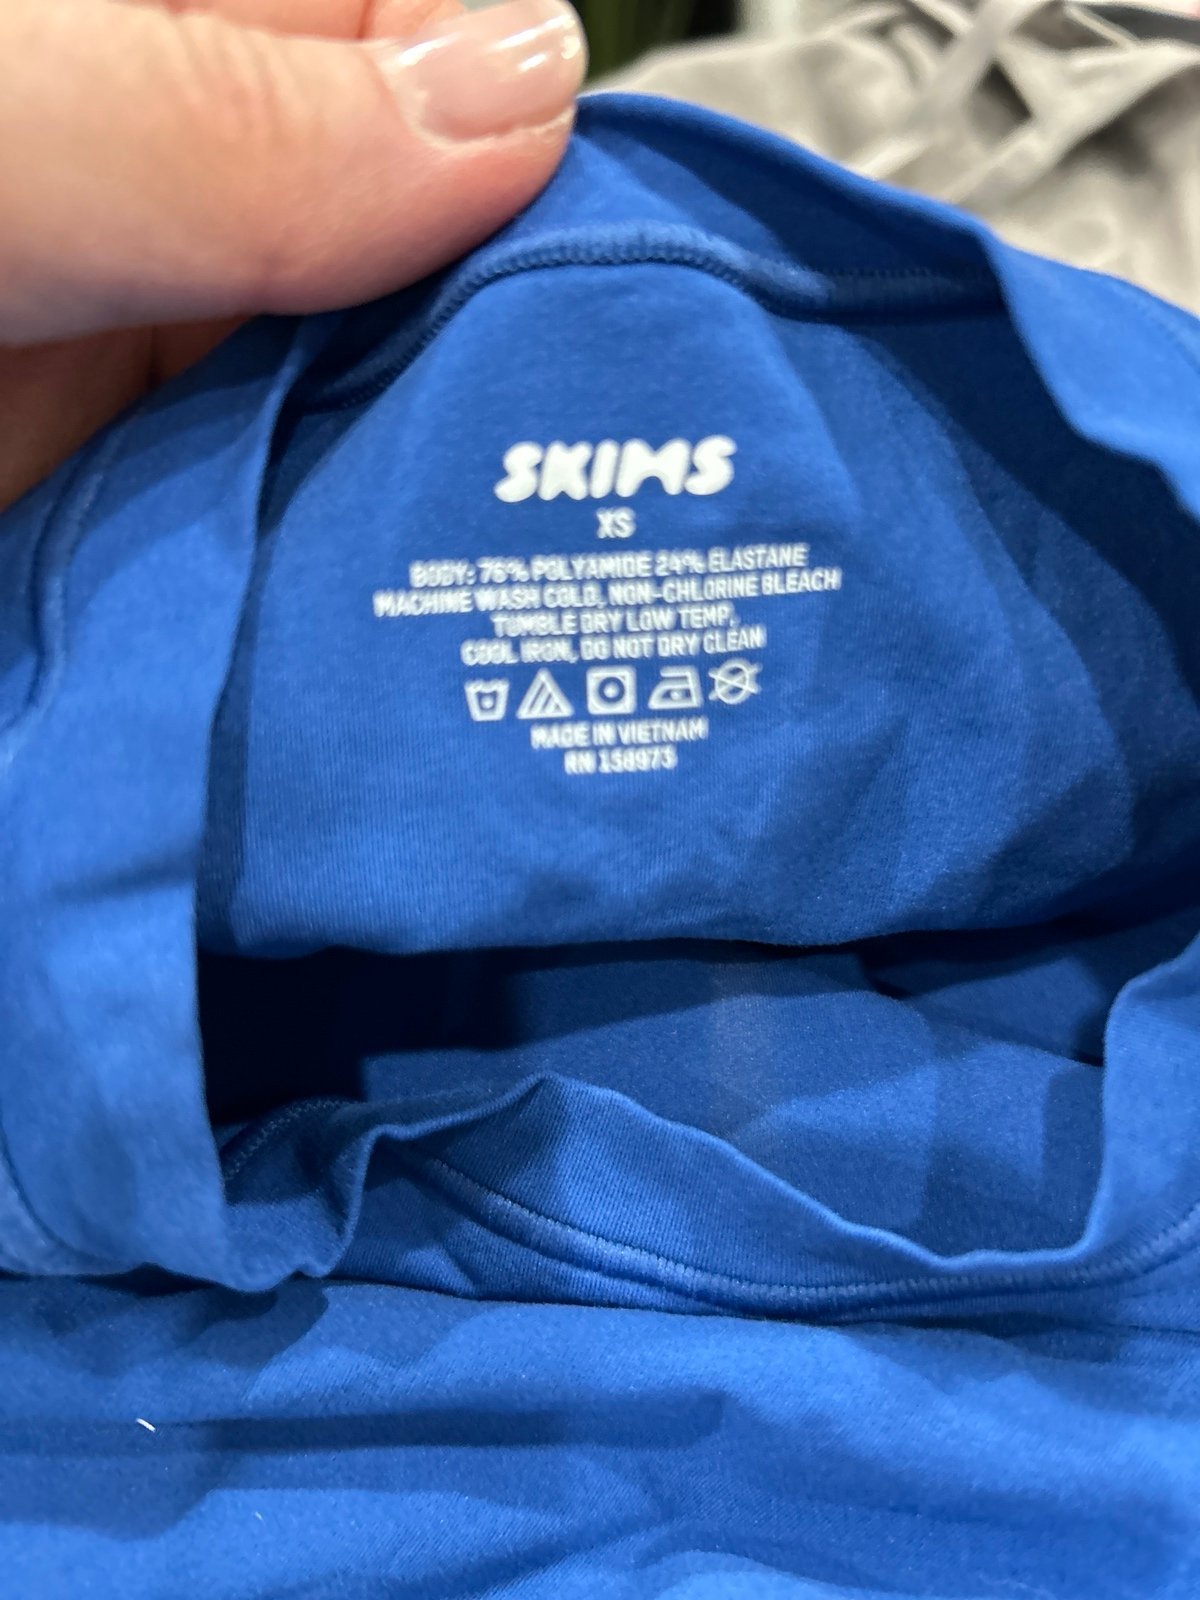 SKIMS
XS
BODY: 76% POLYAMIDE 24% ELASTANE
MACHINE WASH COLD, NON-CHLORINE BLEACH
TUMBLE DRY LOW TEMP,
COOL IRON, DO NOT DRY CLEAN
MADE IN VIETNAM
RN 158973